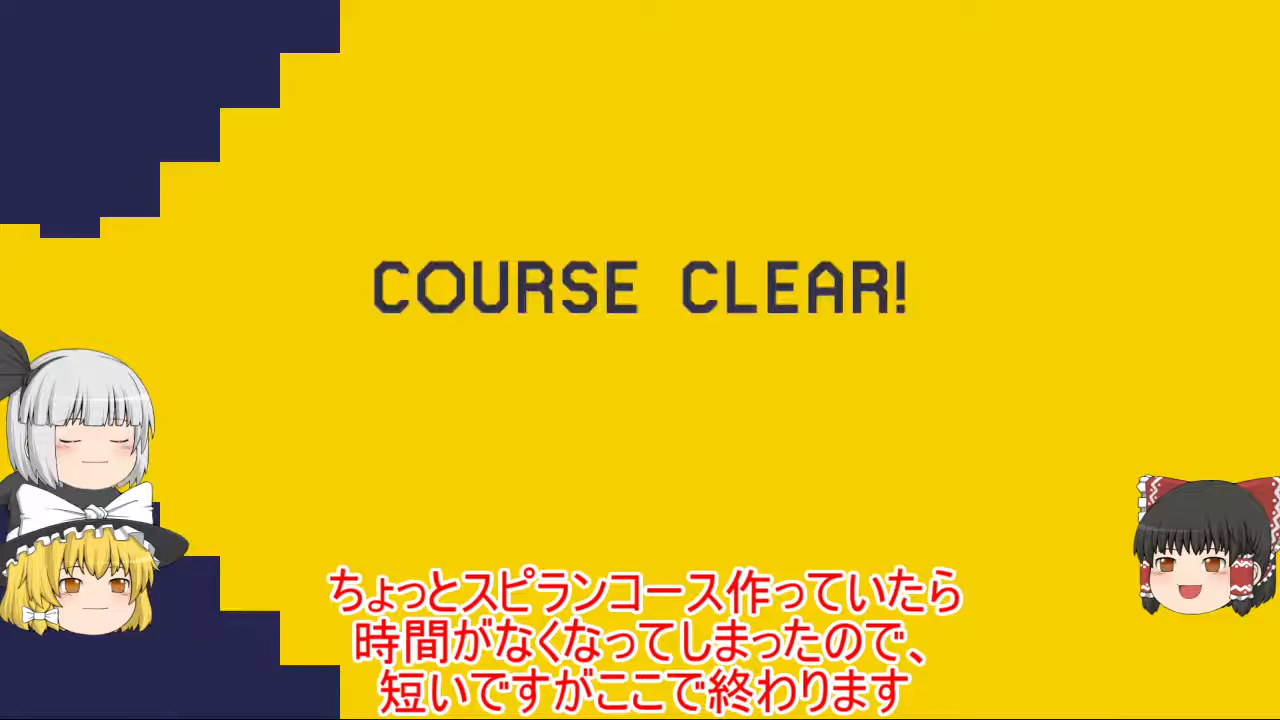 COURSE CLEAR!
ちょっとスピランコース作っていたら
時間がなくなってしまったので、
短いですがここで終わります